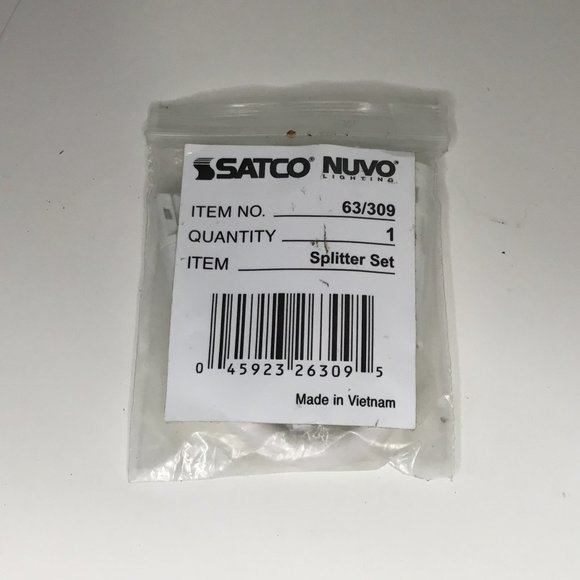 SATCO® NUVO®
LIGHTING
ITEM NO. 63/309
QUANTITY 1
ITEM Splitter Set
0 45923 26309 5
Made in Vietnam